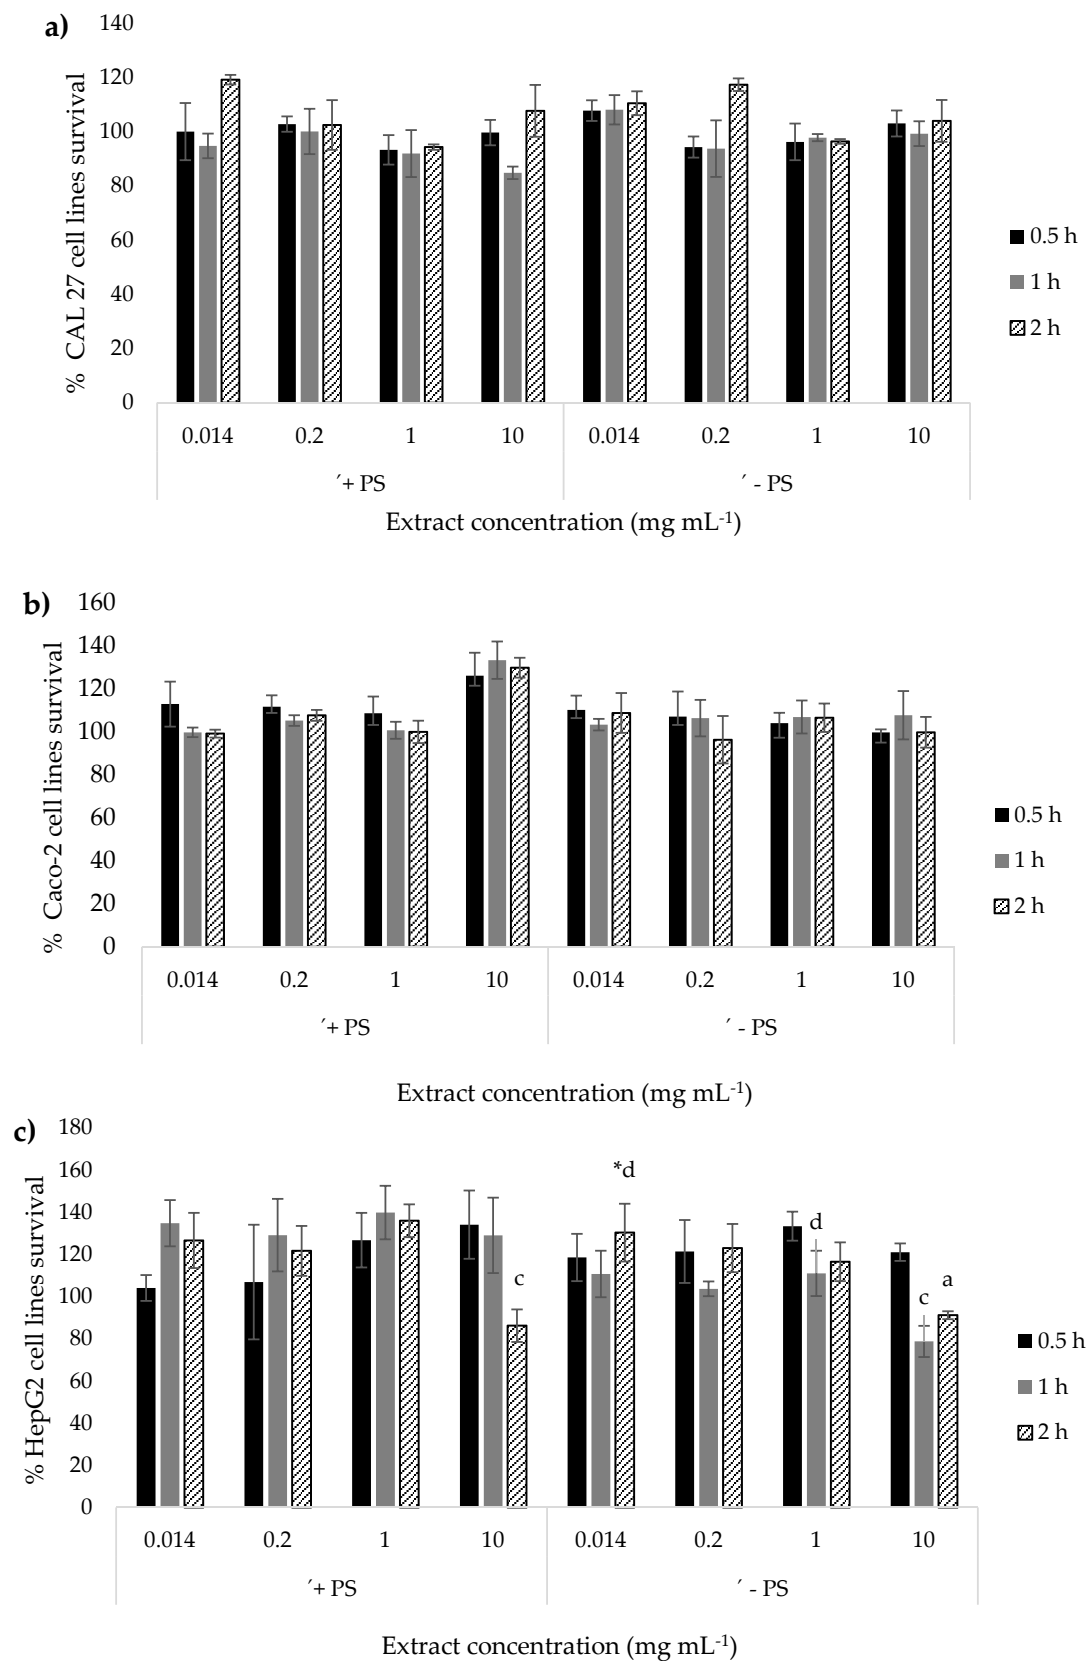 a)
% CAL 27 cell lines survival
140
120
100
80
60
40
20
0
0.014 0.2 1 10 0.014 0.2 1 10
´+ PS ´ - PS
Extract concentration (mg mL-1)
0.5 h
1 h
2 h
b)
% Caco-2 cell lines survival
160
140
120
100
80
60
40
20
0
0.014 0.2 1 10 0.014 0.2 1 10
´+ PS ´ - PS
Extract concentration (mg mL-1)
0.5 h
1 h
2 h
c)
% HepG2 cell lines survival
180
160
140
120
100
80
60
40
20
0
c
*d
d
c
a
0.014 0.2 1 10 0.014 0.2 1 10
´+ PS ´ - PS
Extract concentration (mg mL-1)
0.5 h
1 h
2 h